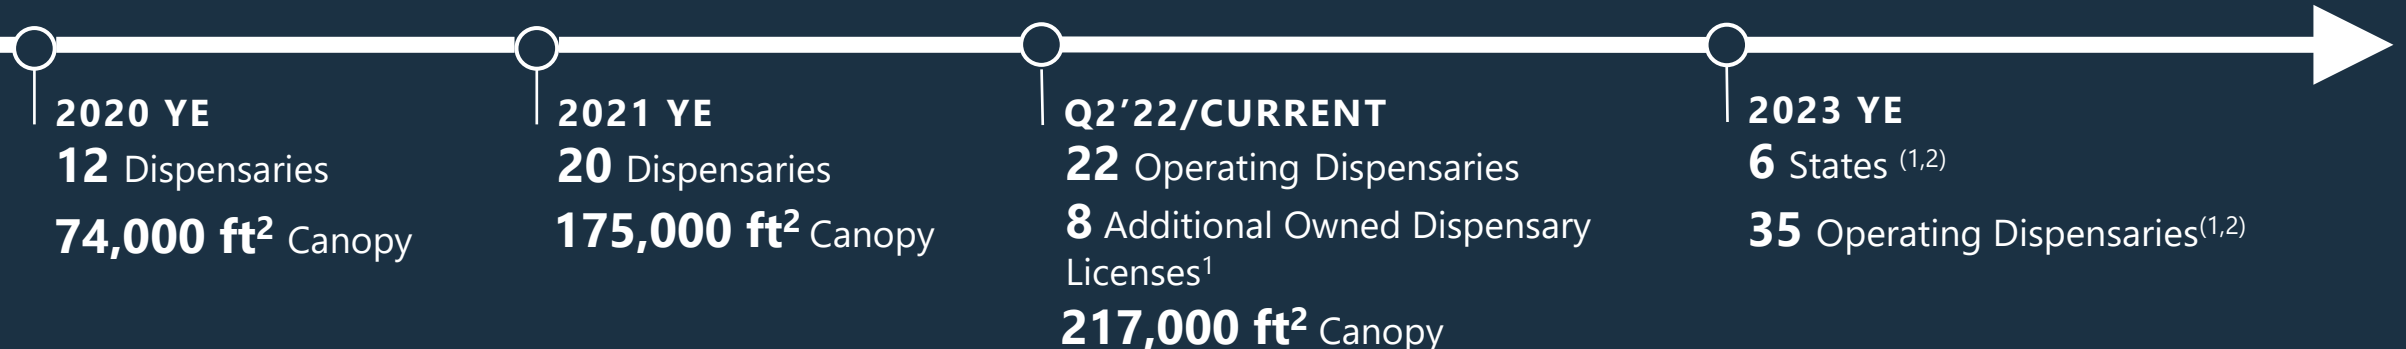 2020 YE
12 Dispensaries
74,000 ft² Canopy
2021 YE
20 Dispensaries
175,000 ft² Canopy
Q2’22/CURRENT
22 Operating Dispensaries
8 Additional Owned Dispensary
Licenses¹
217,000 ft² Canopy
2023 YE
6 States (1,2)
35 Operating Dispensaries(1,2)